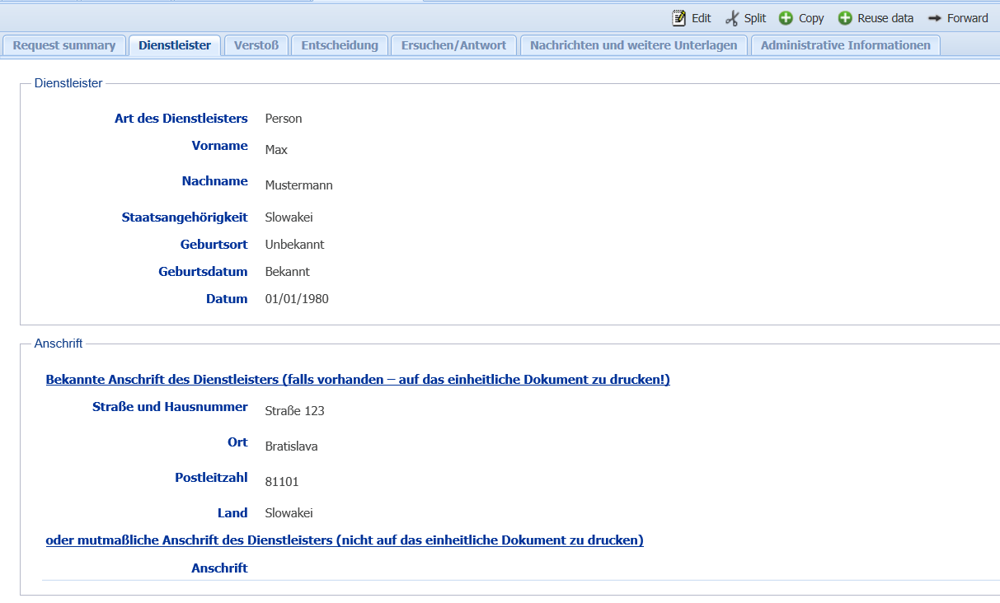 Edit Split Copy Reuse data Forward
Request summary Dienstleister Verstoß Entscheidung Ersuchen/Antwort Nachrichten und weitere Unterlagen Administrative Informationen
Dienstleister
Art des Dienstleisters Person
Vorname Max
Nachname Mustermann
Staatsangehörigkeit Slowakei
Geburtsort Unbekannt
Geburtsdatum Bekannt
Datum 01/01/1980
Anschrift
Bekannte Anschrift des Dienstleisters (falls vorhanden – auf das einheitliche Dokument zu drucken!)
Straße und Hausnummer Straße 123
Ort Bratislava
Postleitzahl 81101
Land Slowakei
oder mutmaßliche Anschrift des Dienstleisters (nicht auf das einheitliche Dokument zu drucken)
Anschrift